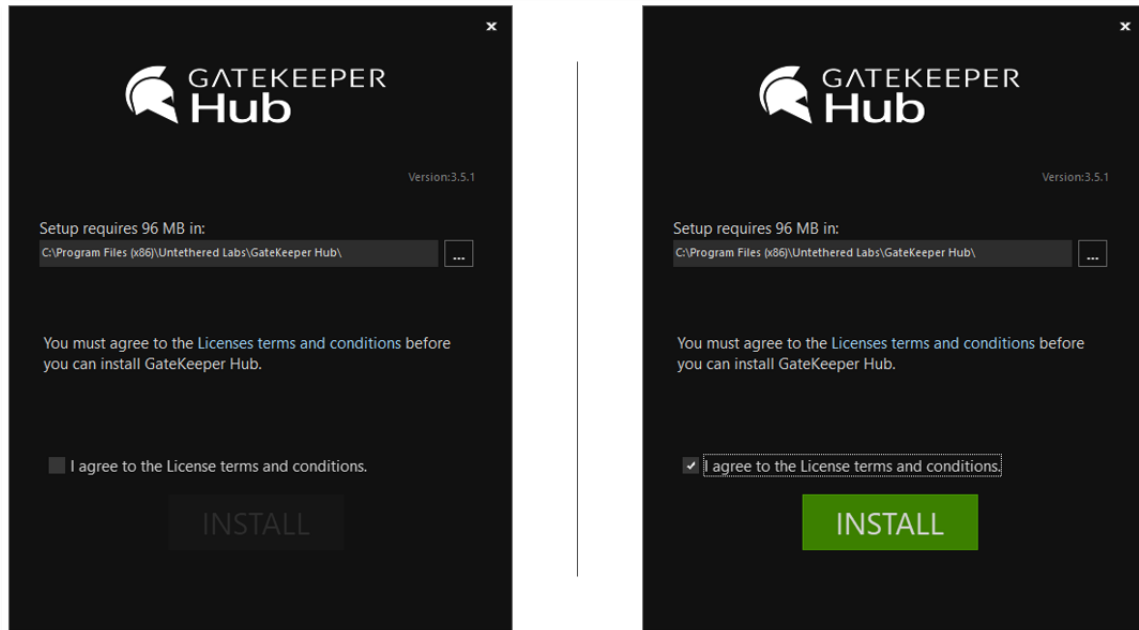 x
GATEKEEPER
Hub
Version:3.5.1
Setup requires 96 MB in:
C:\Program Files (x86)\Untethered Labs\GateKeeper Hub\
...
You must agree to the Licenses terms and conditions before
you can install GateKeeper Hub.
I agree to the License terms and conditions.
INSTALL
x
GATEKEEPER
Hub
Version:3.5.1
Setup requires 96 MB in:
C:\Program Files (x86)\Untethered Labs\GateKeeper Hub\
...
You must agree to the Licenses terms and conditions before
you can install GateKeeper Hub.
I agree to the License terms and conditions.
INSTALL